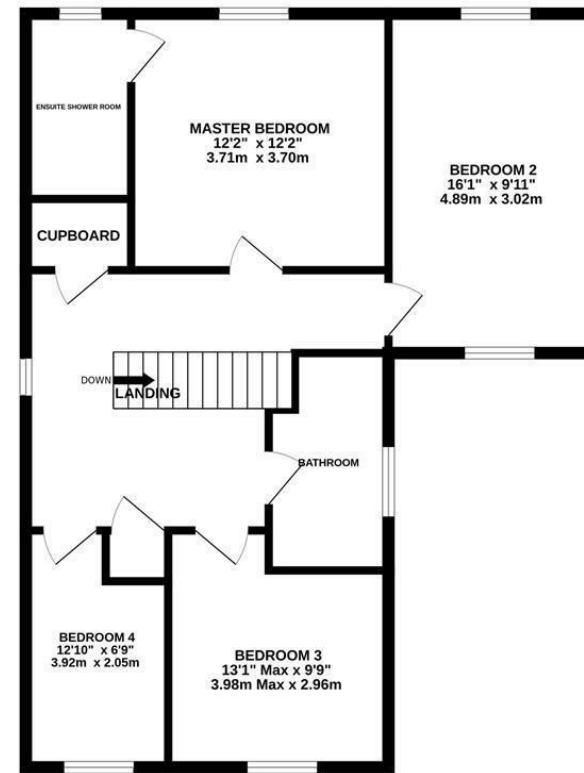 ENSUITE SHOWER ROOM
MASTER BEDROOM
12'2" x 12'2"
3.71m x 3.70m
BEDROOM 2
16'1" x 9'11"
4.89m x 3.02m
CUPBOARD
DOWN
LANDING
BATHROOM
BEDROOM 4
12'10" x 6'9"
3.92m x 2.05m
BEDROOM 3
13'1" Max x 9'9"
3.98m Max x 2.96m